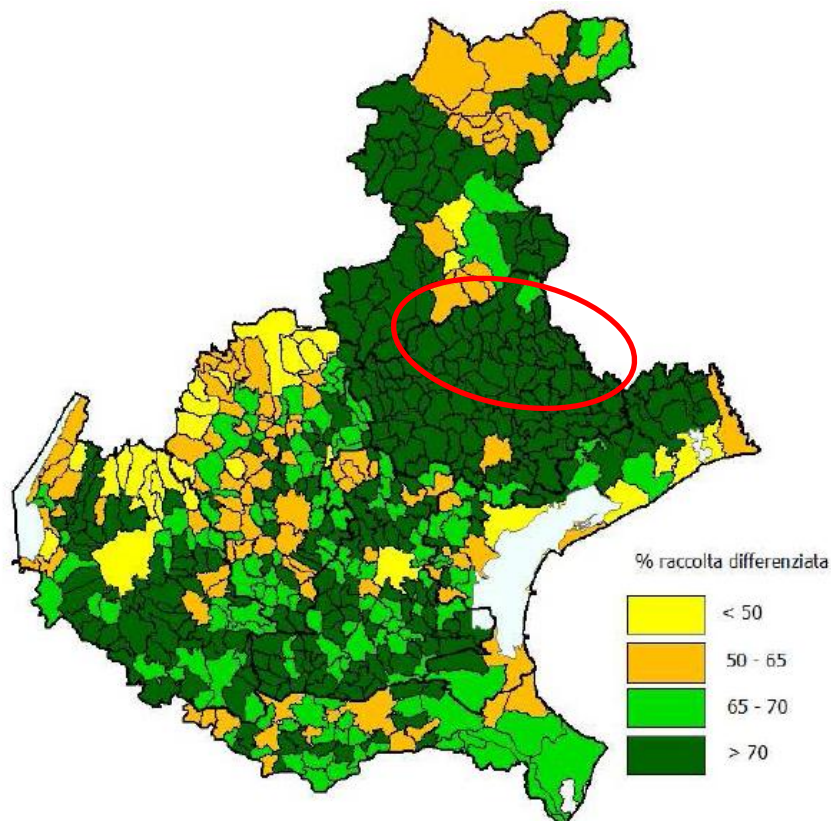 % raccolta differenziata
< 50
50 - 65
65 - 70
> 70